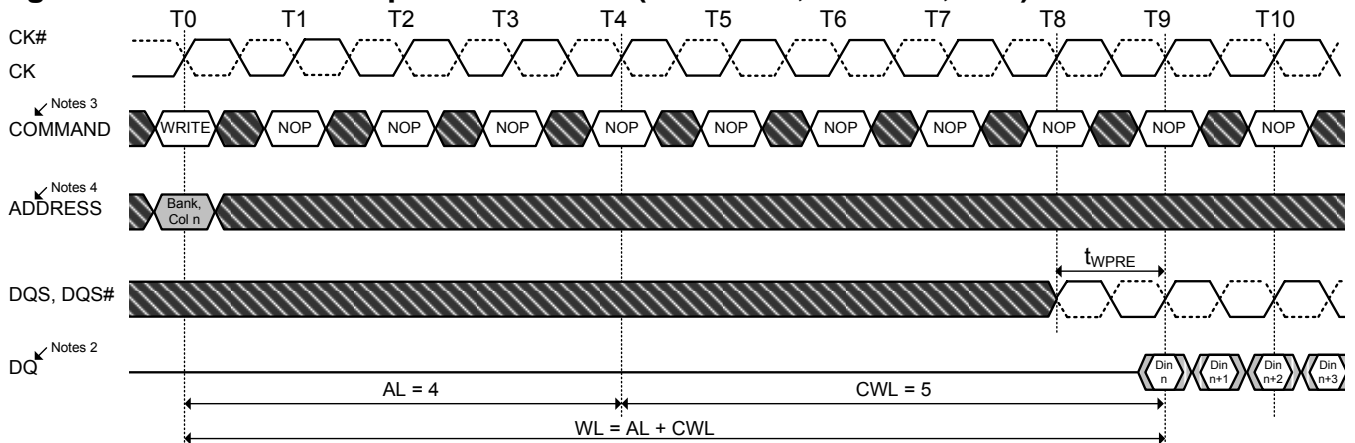 T0 T1 T2 T3 T4 T5 T6 T7 T8 T9 T10
CK#
CK
Notes 3
COMMAND WRITE NOP NOP NOP NOP NOP NOP NOP NOP NOP NOP
Notes 4
ADDRESS Bank,
Col n
tWPRE
DQS, DQS#
Notes 2
DQ Din n Din n+1 Din n+2 Din n+3
AL = 4 CWL = 5
WL = AL + CWL